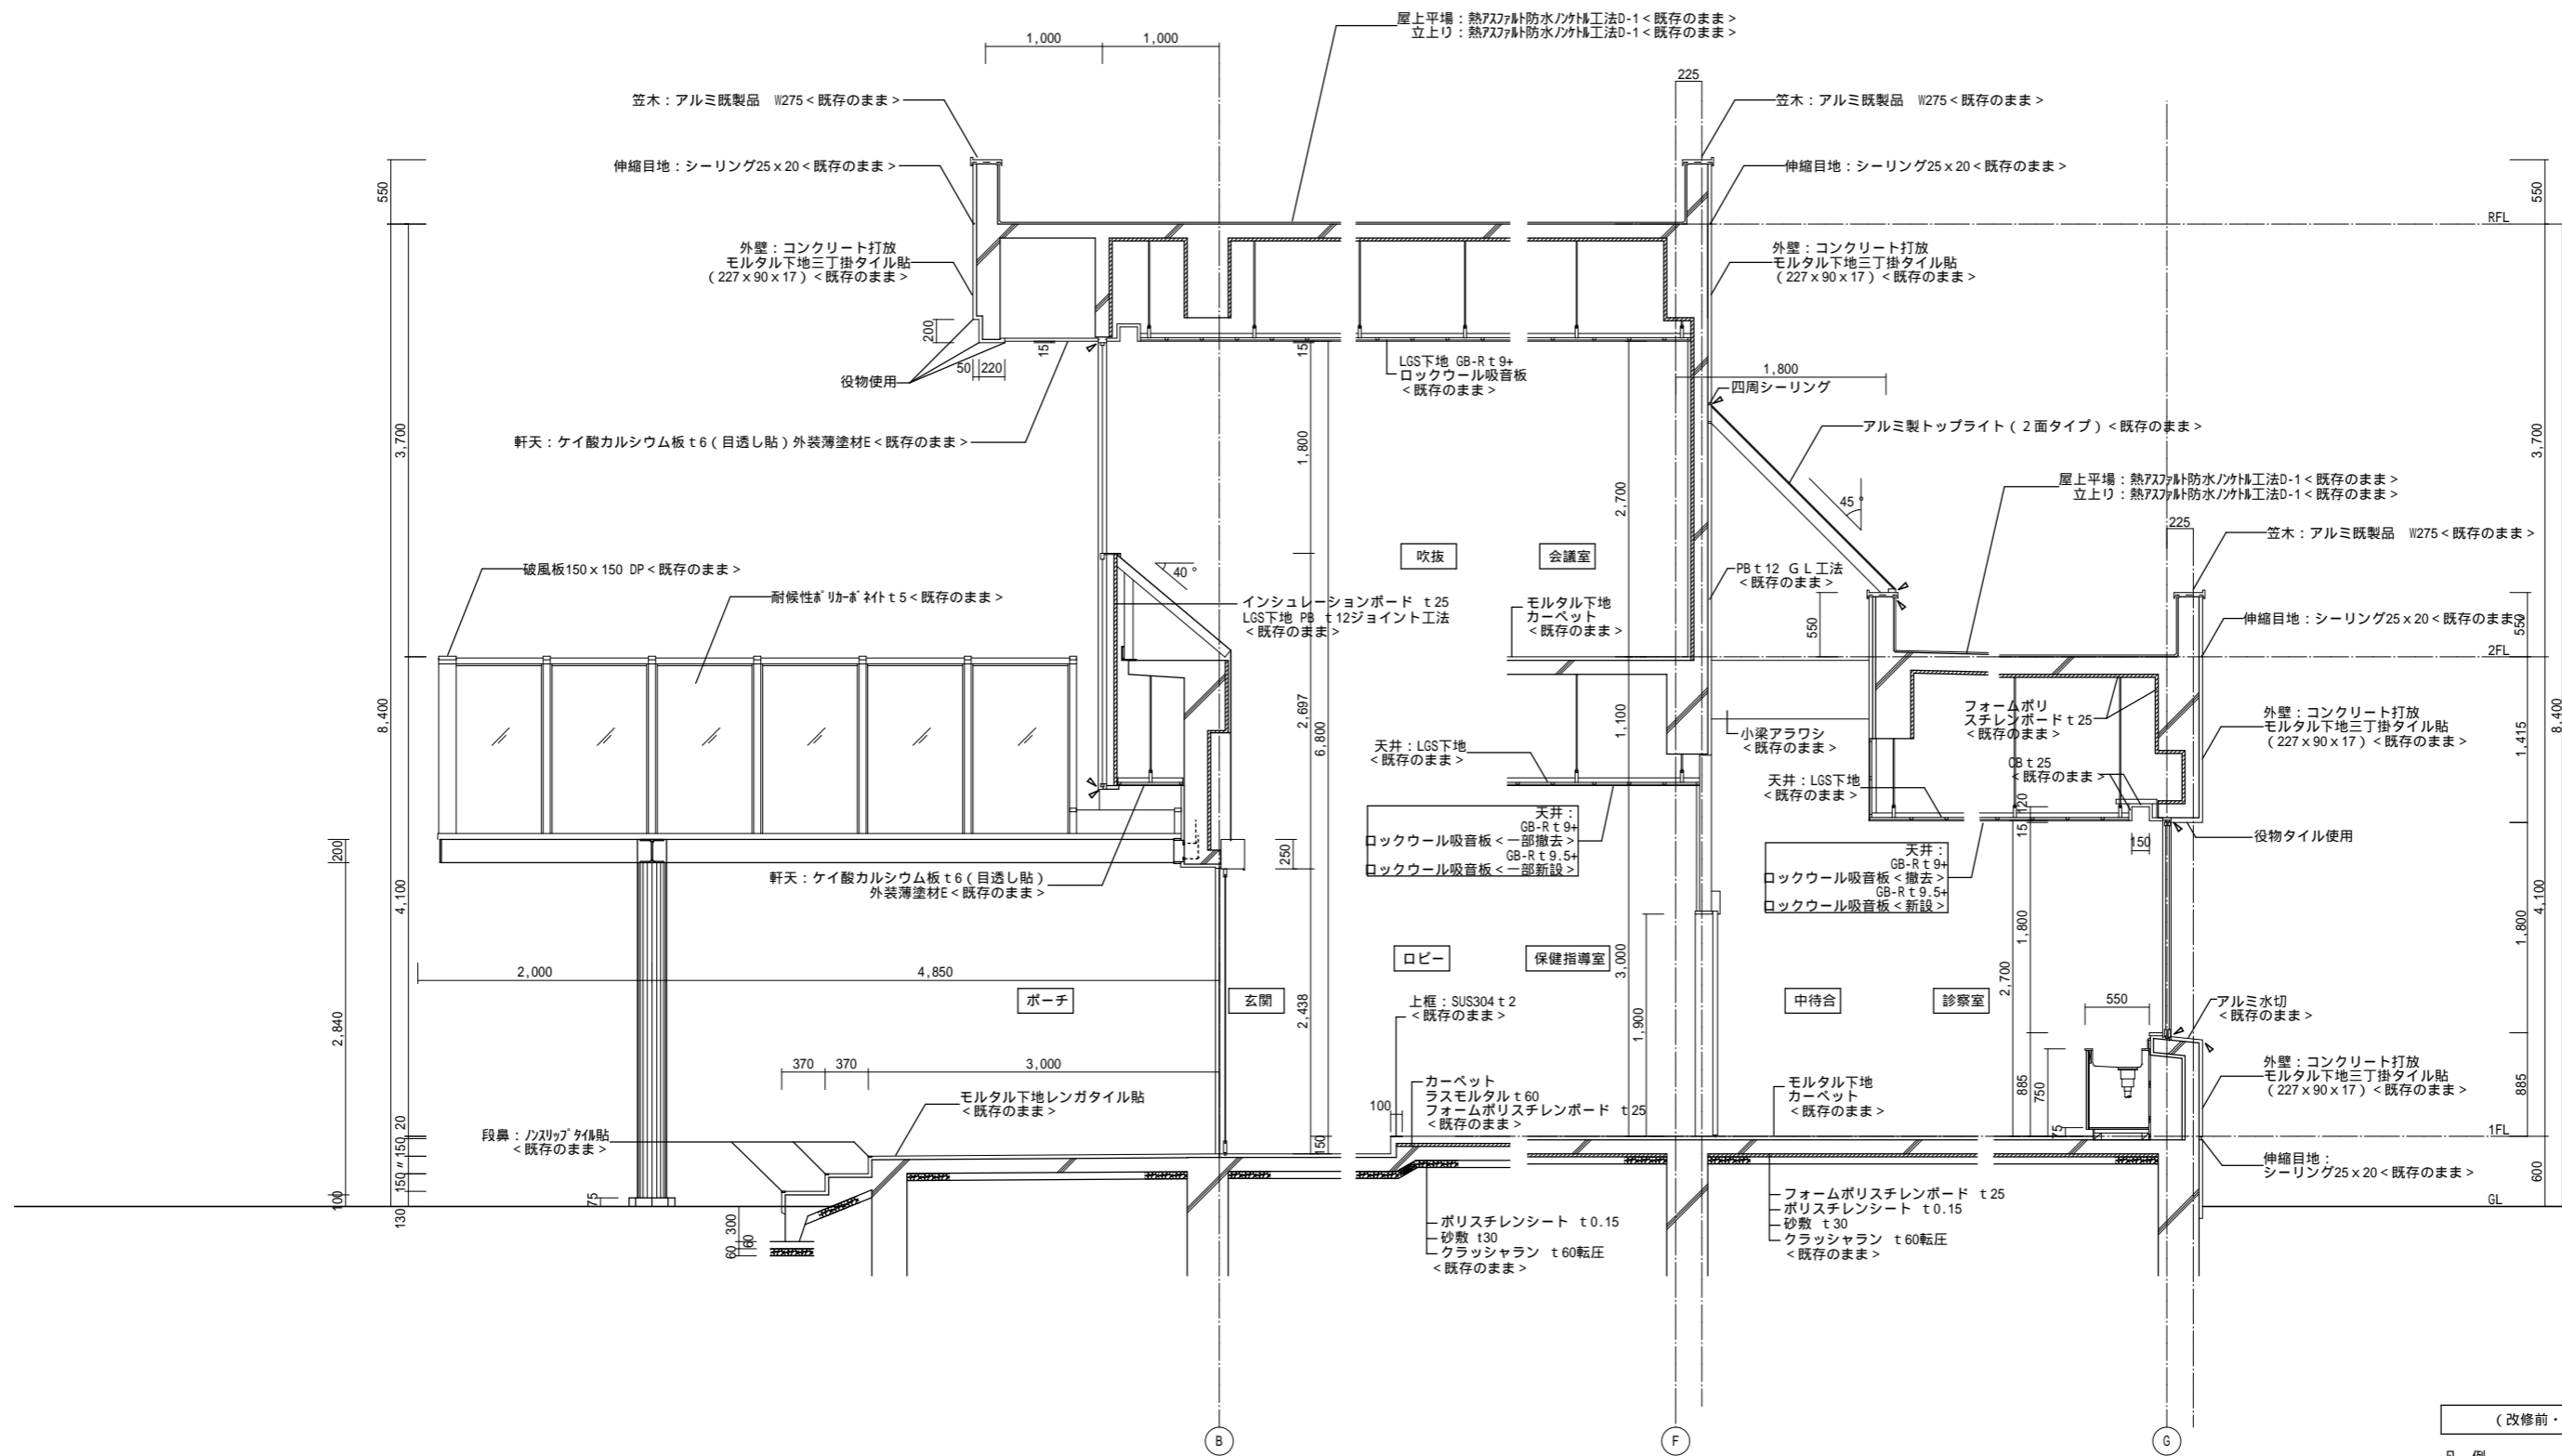 屋上平場：熱ｱｽﾌｧﾙﾄ防水ﾉﾝｹﾄﾙ工法D-1＜既存のまま＞
立上り：熱ｱｽﾌｧﾙﾄ防水ﾉﾝｹﾄﾙ工法D-1＜既存のまま＞
1,000
1,000
225
笠木：アルミ既製品　W275＜既存のまま＞
笠木：アルミ既製品　W275＜既存のまま＞
伸縮目地：シーリング25ｘ20＜既存のまま＞
伸縮目地：シーリング25ｘ20＜既存のまま＞
550
550
RFL
外壁：コンクリート打放
モルタル下地三丁掛タイル貼
（227ｘ90ｘ17）＜既存のまま＞
外壁：コンクリート打放
モルタル下地三丁掛タイル貼
（227ｘ90ｘ17）＜既存のまま＞
200
50
220
15
15
役物使用
LGS下地 GB-Rｔ9+
ロックウール吸音板
＜既存のまま＞
1,800
四周シーリング
アルミ製トップライト（２面タイプ）＜既存のまま＞
軒天：ケイ酸カルシウム板ｔ6（目透し貼）外装薄塗材E＜既存のまま＞
3,700
1,800
2,700
3,700
45°
屋上平場：熱ｱｽﾌｧﾙﾄ防水ﾉﾝｹﾄﾙ工法D-1＜既存のまま＞
立上り：熱ｱｽﾌｧﾙﾄ防水ﾉﾝｹﾄﾙ工法D-1＜既存のまま＞
225
笠木：アルミ既製品　W275＜既存のまま＞
吹抜
会議室
破風板150ｘ150 DP＜既存のまま＞
40°
PBｔ12 ＧＬ工法
＜既存のまま＞
耐候性ﾎﾟﾘｶｰﾎﾞﾈｲﾄｔ5＜既存のまま＞
インシュレーションボード ｔ25
LGS下地 PB ｔ12ジョイント工法
＜既存のまま＞
モルタル下地
カーペット
＜既存のまま＞
550
伸縮目地：シーリング25ｘ20＜既存のまま＞
550
2FL
8,400
2,697
6,800
1,100
フォームポリ
スチレンボードｔ25
＜既存のまま＞
外壁：コンクリート打放
モルタル下地三丁掛タイル貼
（227ｘ90ｘ17）＜既存のまま＞
1,415
8,400
小梁アラワシ
＜既存のまま＞
天井：LGS下地
＜既存のまま＞
天井：LGS下地
＜既存のまま＞
CBｔ25
＜既存のまま＞
120
15
150
役物タイル使用
天井：
GB-Rｔ9+
ロックウール吸音板＜一部撤去＞
GB-Rｔ9.5+
ロックウール吸音板＜一部新設＞
天井：
GB-Rｔ9+
ロックウール吸音板＜撤去＞
GB-Rｔ9.5+
ロックウール吸音板＜新設＞
200
250
軒天：ケイ酸カルシウム板ｔ6（目透し貼）
外装薄塗材E＜既存のまま＞
4,100
4,100
1,800
1,800
2,000
4,850
ロビー
保健指導室
3,000
2,700
ポーチ
玄関
上框：SUS304ｔ2
＜既存のまま＞
中待合
診察室
550
アルミ水切
＜既存のまま＞
2,840
2,438
1,900
370
370
3,000
カーペット
ラスモルタルｔ60
フォームポリスチレンボード ｔ25
＜既存のまま＞
モルタル下地
カーペット
＜既存のまま＞
885
750
外壁：コンクリート打放
モルタル下地三丁掛タイル貼
（227ｘ90ｘ17）＜既存のまま＞
885
モルタル下地レンガタイル貼
＜既存のまま＞
100
20
150
〃
150
100
130
段鼻：ﾉﾝｽﾘｯﾌﾟﾀｲﾙ貼
＜既存のまま＞
150
75
1FL
伸縮目地：
シーリング25ｘ20＜既存のまま＞
600
GL
75
300
60
60
ポリスチレンシート ｔ0.15
砂敷 t30
クラッシャラン ｔ60転圧
＜既存のまま＞
フォームポリスチレンボード ｔ25
ポリスチレンシート ｔ0.15
砂敷 ｔ30
クラッシャラン ｔ60転圧
＜既存のまま＞
（改修前・
B
F
G